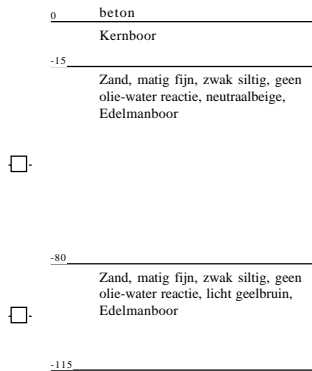 0 beton
Kernboor
-15
Zand, matig fijn, zwak siltig, geen
olie-water reactie, neutraalbeige,
Edelmanboor
-80
Zand, matig fijn, zwak siltig, geen
olie-water reactie, licht geelbruin,
Edelmanboor
-115